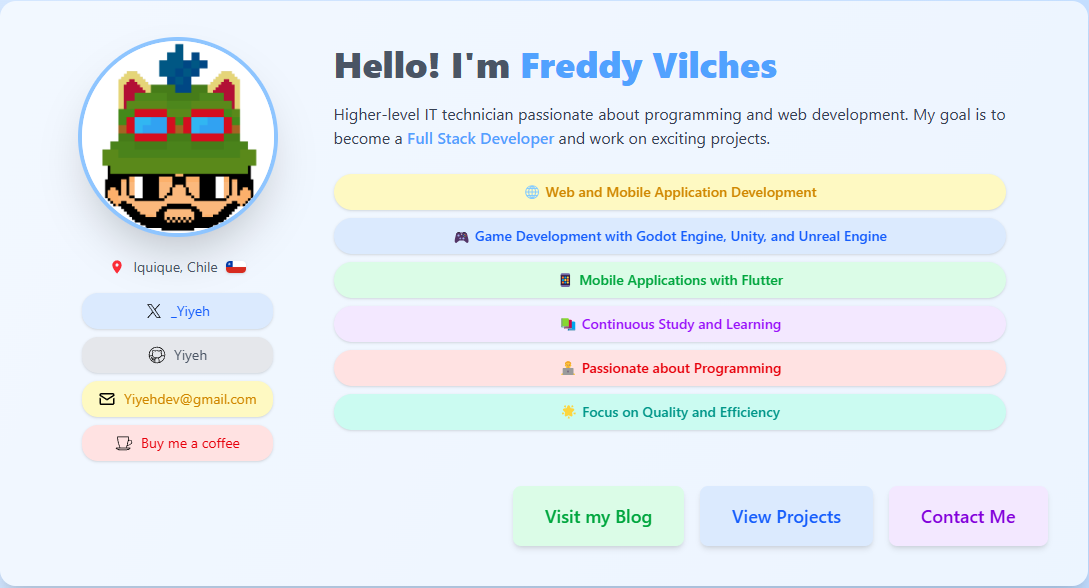 Hello! I'm Freddy Vilches
Higher-level IT technician passionate about programming and web development. My goal is to
become a Full Stack Developer and work on exciting projects.
🌐 Web and Mobile Application Development
🎮 Game Development with Godot Engine, Unity, and Unreal Engine
📱 Mobile Applications with Flutter
📚 Continuous Study and Learning
🧑‍💻 Passionate about Programming
🌟 Focus on Quality and Efficiency
📍 Iquique, Chile 🇨🇱
_Yiyeh
Yiyeh
Yiyehdev@gmail.com
Buy me a coffee
Visit my Blog
View Projects
Contact Me